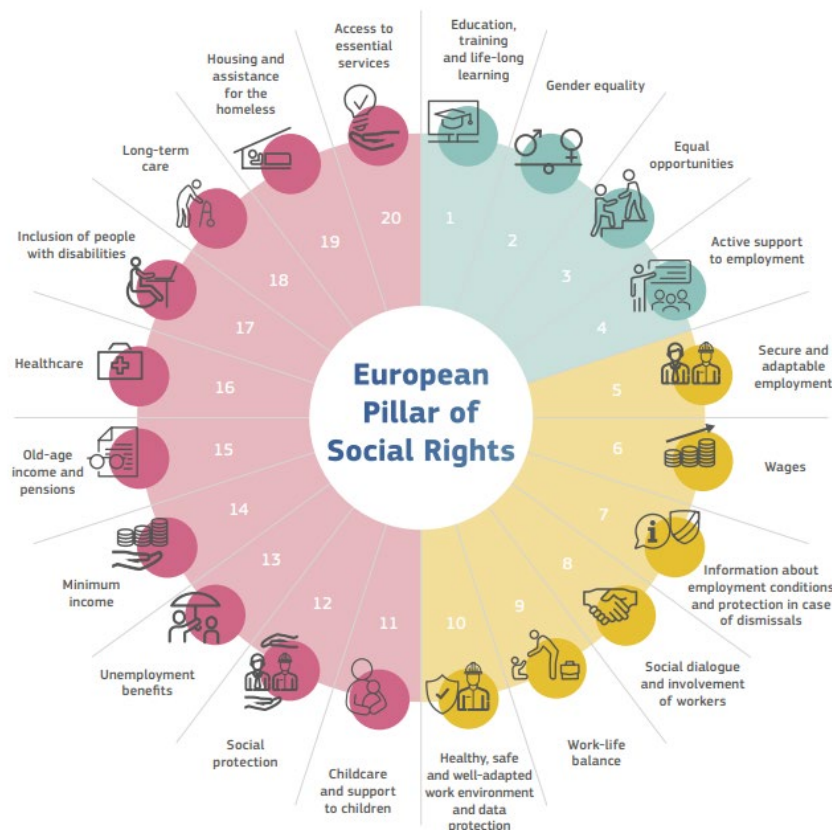 European
Pillar of
Social Rights
1
Education,
training
and life-long
learning
2
Gender equality
3
Equal
opportunities
4
Active support
to employment
5
Secure and
adaptable
employment
6
Wages
7
Information about
employment conditions
and protection in case
of dismissals
8
Social dialogue
and involvement
of workers
9
Work-life
balance
10
Healthy, safe
and well-adapted
work environment
and data
protection
11
Childcare
and support
to children
12
Social
protection
13
Unemployment
benefits
14
Minimum
income
15
Old-age
income and
pensions
16
Healthcare
17
Inclusion of people
with disabilities
18
Long-term
care
19
Housing and
assistance
for the
homeless
20
Access to
essential
services